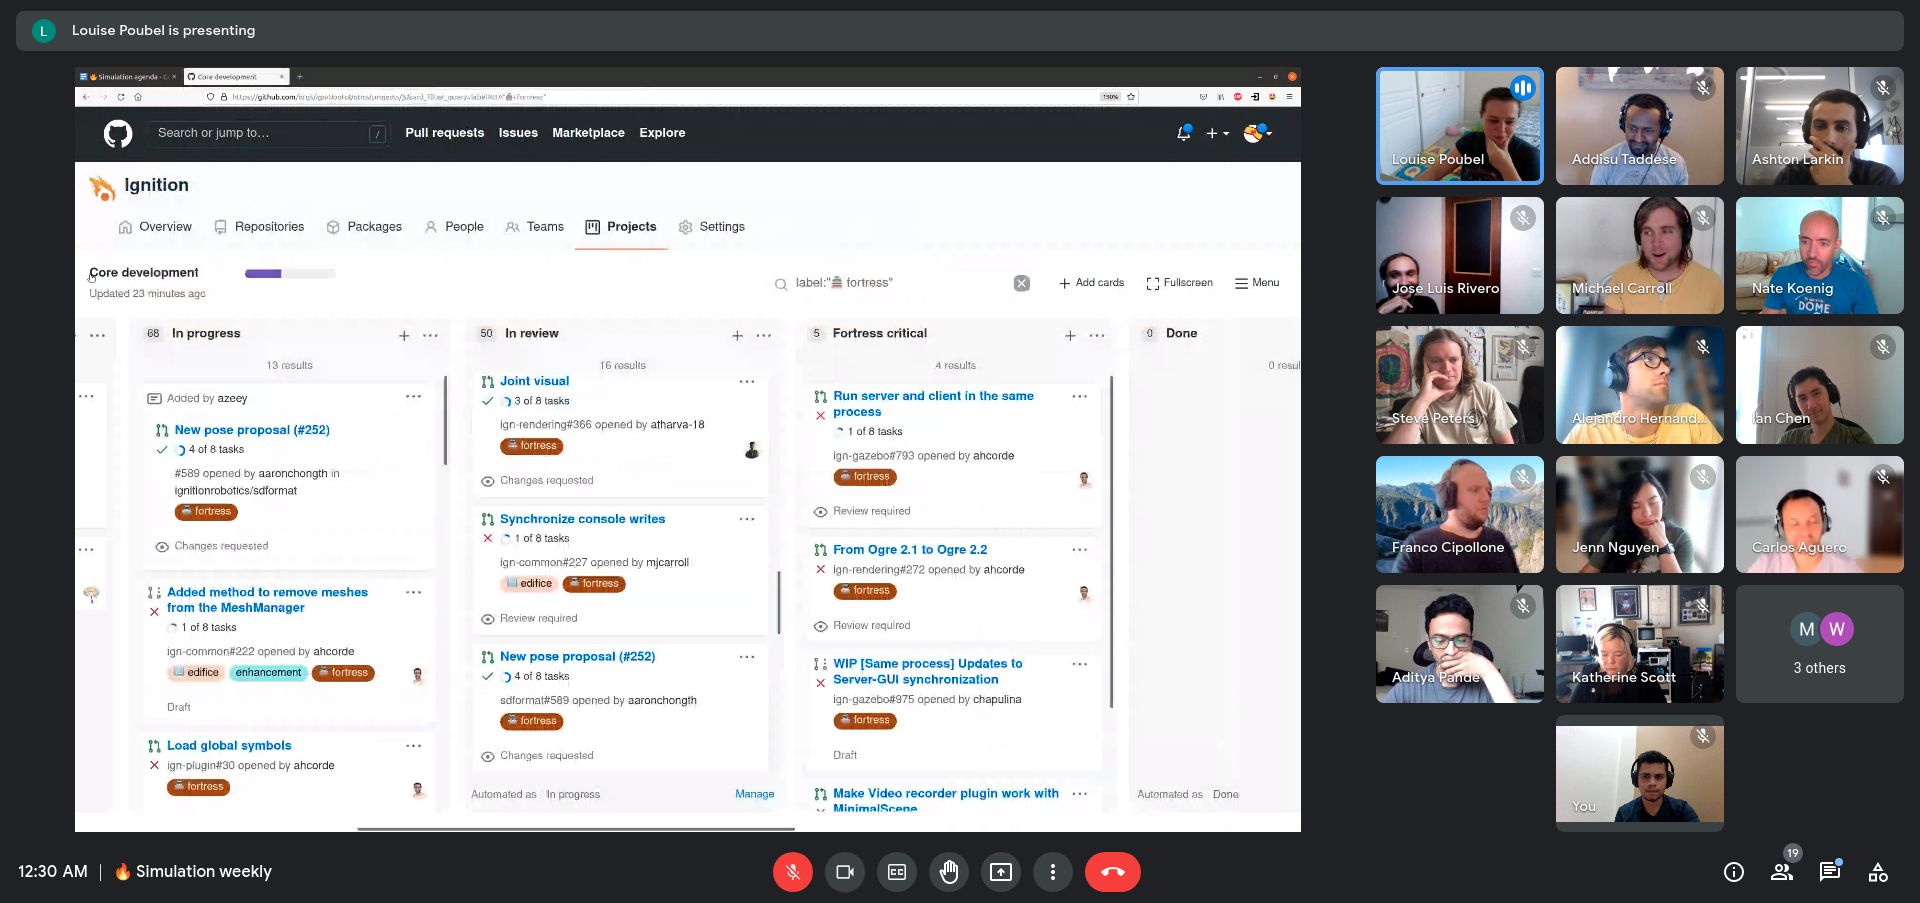 L Louise Poubel is presenting
Simulation agenda - G
Core development
190%
Search or jump to…
/
Pull requests Issues Marketplace Explore
Ignition
Overview Repositories Packages People Teams Projects Settings
Core development
Updated 23 minutes ago
label:"fortress"
Add cards Fullscreen Menu
68 In progress
13 results
Added by azeey
New pose proposal (#252)
4 of 8 tasks
#589 opened by aaronchongth in
ignitionrobotics/sdformat
fortress
Changes requested
Added method to remove meshes
from the MeshManager
1 of 8 tasks
ign-common#222 opened by ahcorde
edifice enhancement fortress
Draft
Load global symbols
ign-plugin#30 opened by ahcorde
fortress
50 In review
16 results
Joint visual
3 of 8 tasks
ign-rendering#366 opened by atharva-18
fortress
Changes requested
Synchronize console writes
1 of 8 tasks
ign-common#227 opened by mjcarroll
edifice fortress
Review required
New pose proposal (#252)
4 of 8 tasks
sdformat#589 opened by aaronchongth
fortress
Changes requested
Automated as In progress Manage
5 Fortress critical
4 results
Run server and client in the same
process
1 of 8 tasks
ign-gazebo#793 opened by ahcorde
fortress
Review required
From Ogre 2.1 to Ogre 2.2
ign-rendering#272 opened by ahcorde
fortress
Review required
WIP [Same process] Updates to
Server-GUI synchronization
ign-gazebo#975 opened by chapulina
fortress
Draft
Make Video recorder plugin work with
MinimalScene
0 Done
0 resul
Automated as Done
Louise Poubel
Addisu Taddese
Ashton Larkin
Jose Luis Rivero
Michael Carroll
Nate Koenig
DOME
Steve Peters
Alejandro Hernand...
Ian Chen
Franco Cipollone
Jenn Nguyen
Carlos Aguero
Aditya Pande
Katherine Scott
M W
3 others
You
12:30 AM | Simulation weekly
CC
19